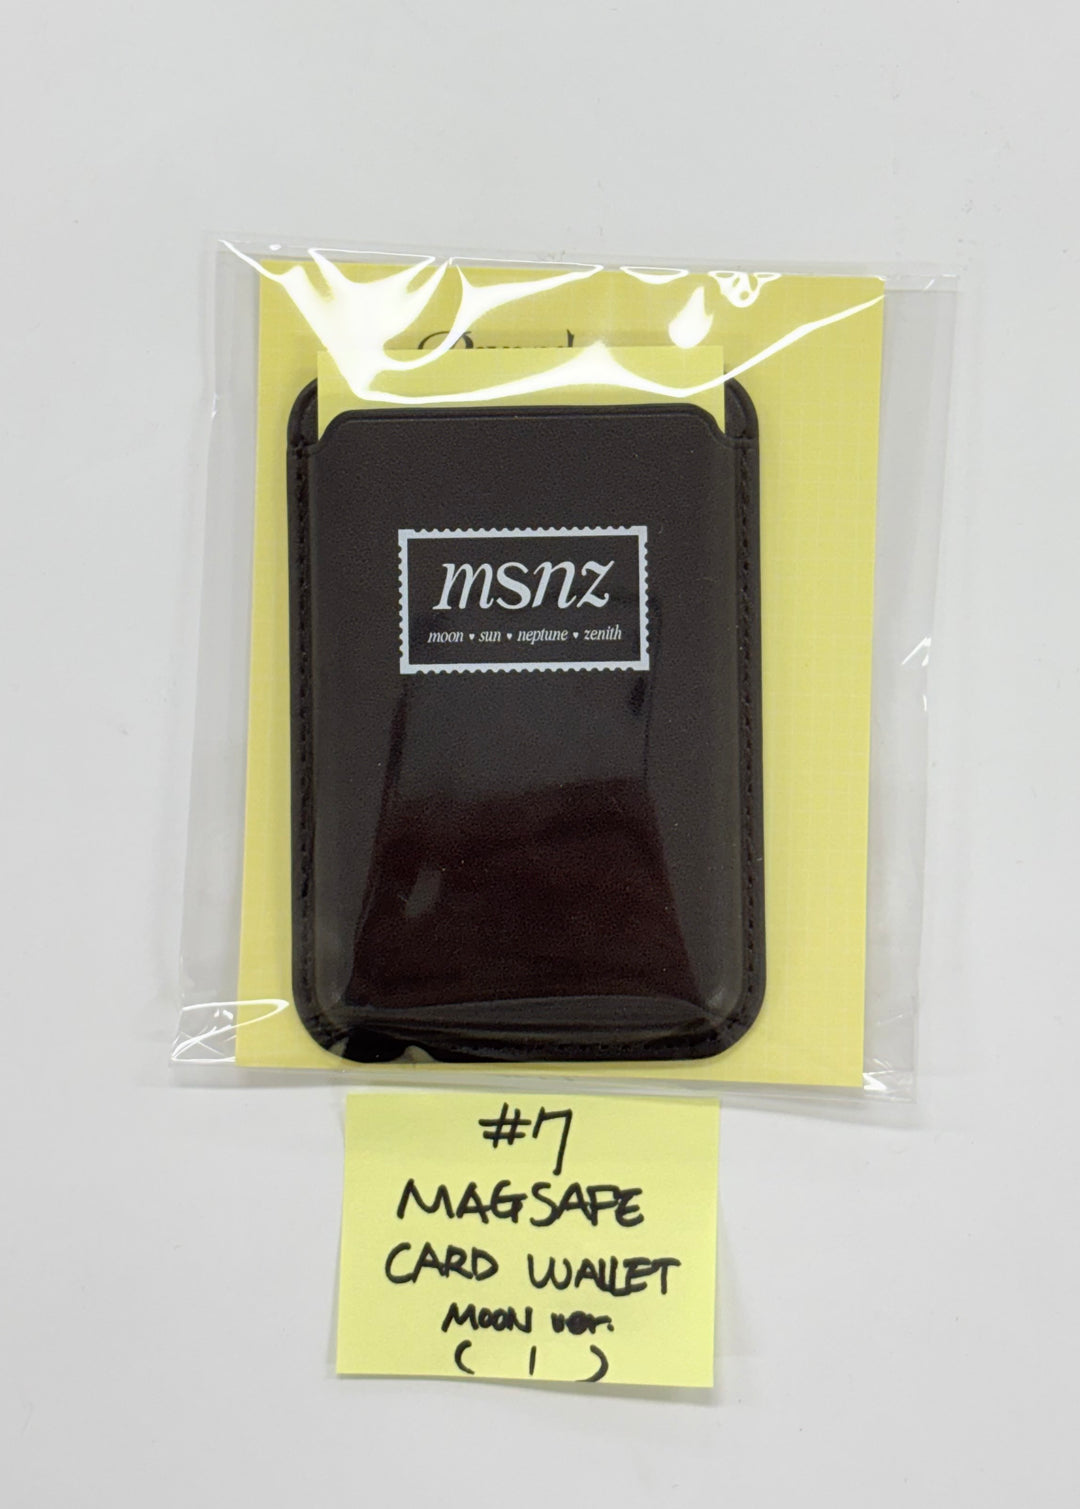 msnz
moon ♥ sun ♥ neptune ♥ zenith
#7
MAGSAFE
CARD WALLET
MOON ver.
( 1 )